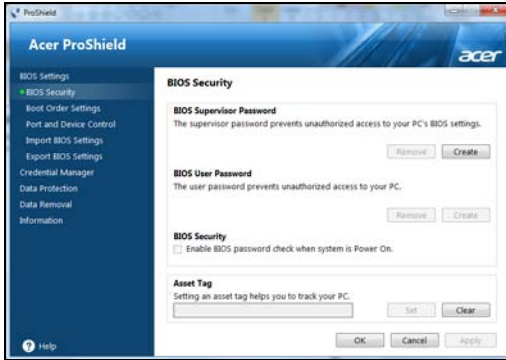 ProShield
Acer ProShield
acer
BIOS Settings
BIOS Security
Boot Order Settings
Port and Device Control
Import BIOS Settings
Export BIOS Settings
Credential Manager
Data Protection
Data Removal
Information
Help
BIOS Security
BIOS Supervisor Password
The supervisor password prevents unauthorized access to your PC's BIOS settings.
Remove Create
BIOS User Password
The user password prevents unauthorized access to your PC.
Remove Create
BIOS Security
Enable BIOS password check when system is Power On.
Asset Tag
Setting an asset tag helps you to track your PC.
Set Clear
OK Cancel Apply